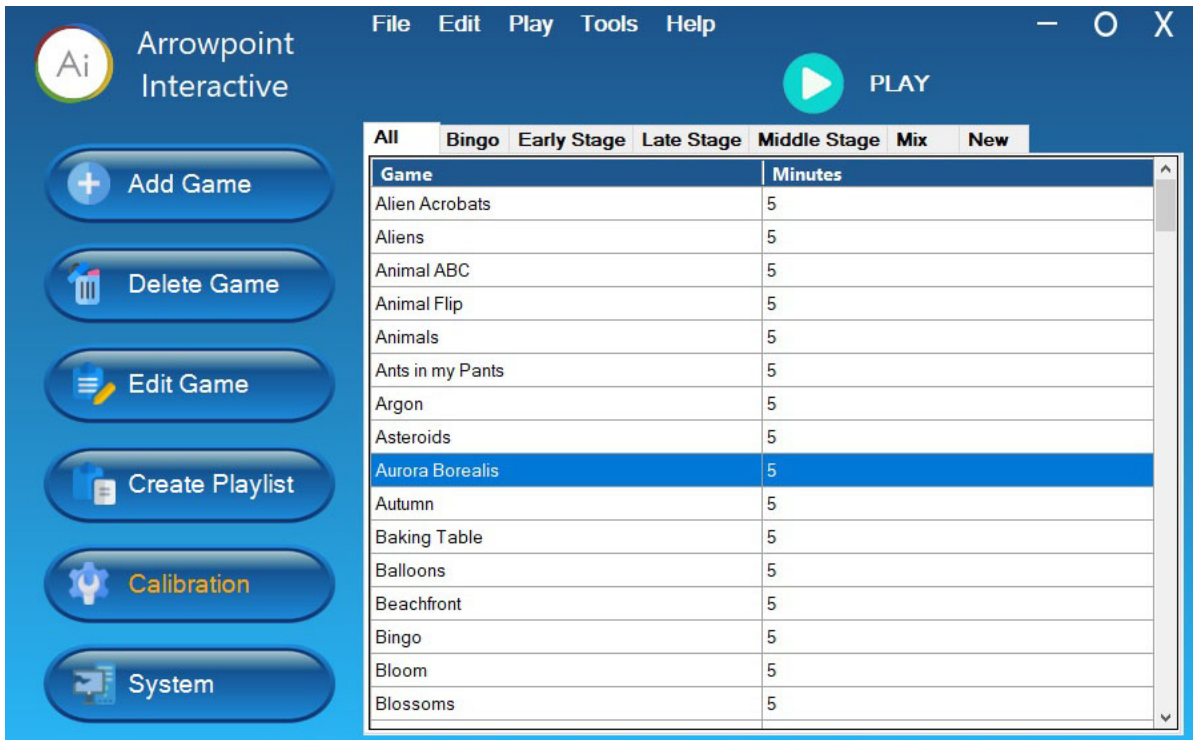 Ai
Arrowpoint
Interactive
File Edit Play Tools Help
PLAY
Add Game
Delete Game
Edit Game
Create Playlist
Calibration
System
All Bingo Early Stage Late Stage Middle Stage Mix New
Game Minutes
Alien Acrobats 5
Aliens 5
Animal ABC 5
Animal Flip 5
Animals 5
Ants in my Pants 5
Argon 5
Asteroids 5
Aurora Borealis 5
Autumn 5
Baking Table 5
Balloons 5
Beachfront 5
Bingo 5
Bloom 5
Blossoms 5